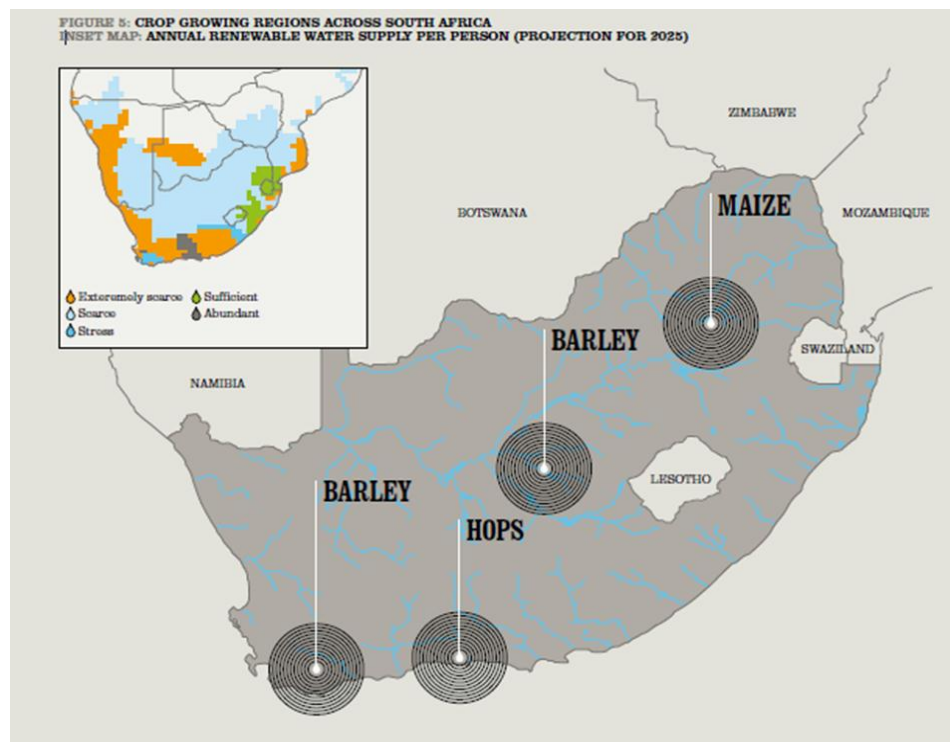 FIGURE 5: CROP GROWING REGIONS ACROSS SOUTH AFRICA
INSET MAP: ANNUAL RENEWABLE WATER SUPPLY PER PERSON (PROJECTION FOR 2025)
ZIMBABWE
BOTSWANA
MAIZE
MOZAMBIQUE
Exteremely scarce
Sufficient
Scarce
Abundant
Stress
BARLEY
SWAZILAND
NAMIBIA
BARLEY
LESOTHO
HOPS